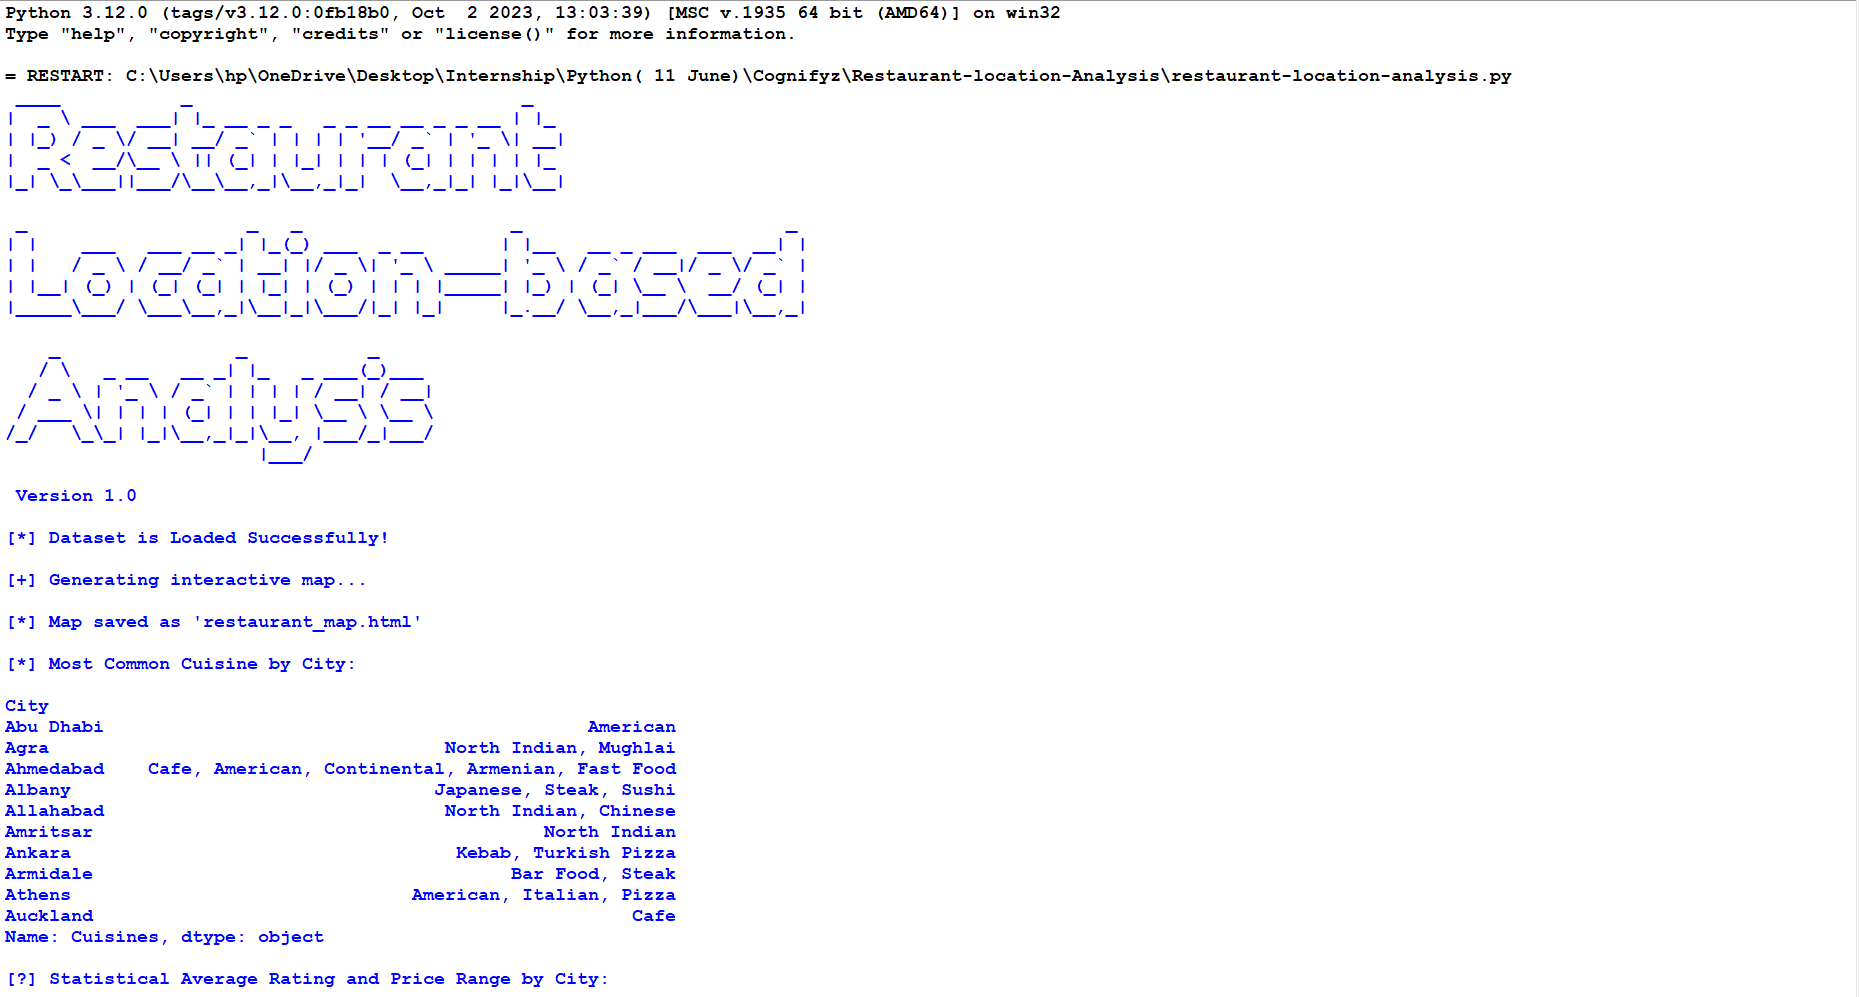 Python 3.12.0 (tags/v3.12.0:0fb18b0, Oct  2 2023, 13:03:39) [MSC v.1935 64 bit (AMD64)] on win32
Type "help", "copyright", "credits" or "license()" for more information.
= RESTART: C:\Users\hp\OneDrive\Desktop\Internship\Python( 11 June)\Cognifyz\Restaurant-location-Analysis\restaurant-location-analysis.py
Restaurant
Location-based
Analysis
Version 1.0
[*] Dataset is Loaded Successfully!
[+] Generating interactive map...
[*] Map saved as 'restaurant_map.html'
[*] Most Common Cuisine by City:
City
Abu Dhabi American
Agra North Indian, Mughlai
Ahmedabad Cafe, American, Continental, Armenian, Fast Food
Albany Japanese, Steak, Sushi
Allahabad North Indian, Chinese
Amritsar North Indian
Ankara Kebab, Turkish Pizza
Armidale Bar Food, Steak
Athens American, Italian, Pizza
Auckland Cafe
Name: Cuisines, dtype: object
[?] Statistical Average Rating and Price Range by City: